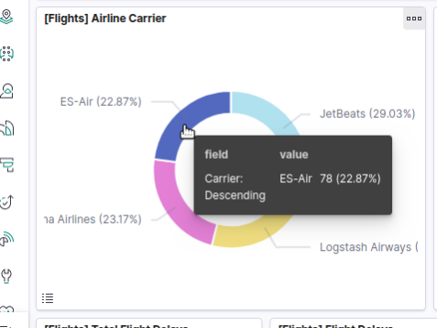 [Flights] Airline Carrier
ES-Air (22.87%)
JetBeats (29.03%)
field value
Carrier: ES-Air 78 (22.87%)
Descending
Airlines (23.17%)
Logstash Airways (
[Flights] Total Flight Delays
[Flights] Flight Delays